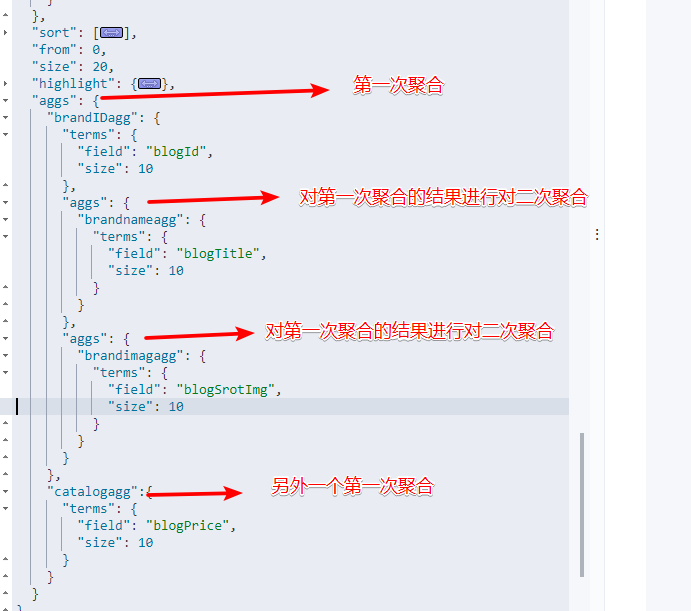 },
"sort": [],
"from": 0,
"size": 20,
"highlight": {},
"aggs": { 第一次聚合
"brandIDagg": {
"terms": {
"field": "blogId",
"size": 10
},
"aggs": { 对第一次聚合的结果进行对二次聚合
"brandnameagg": {
"terms": {
"field": "blogTitle",
"size": 10
}
}
},
"aggs": { 对第一次聚合的结果进行对二次聚合
"brandimagagg": {
"terms": {
"field": "blogSrotImg",
"size": 10
}
}
}
},
"catalogagg":{ 另外一个第一次聚合
"terms": {
"field": "blogPrice",
"size": 10
}
}
}